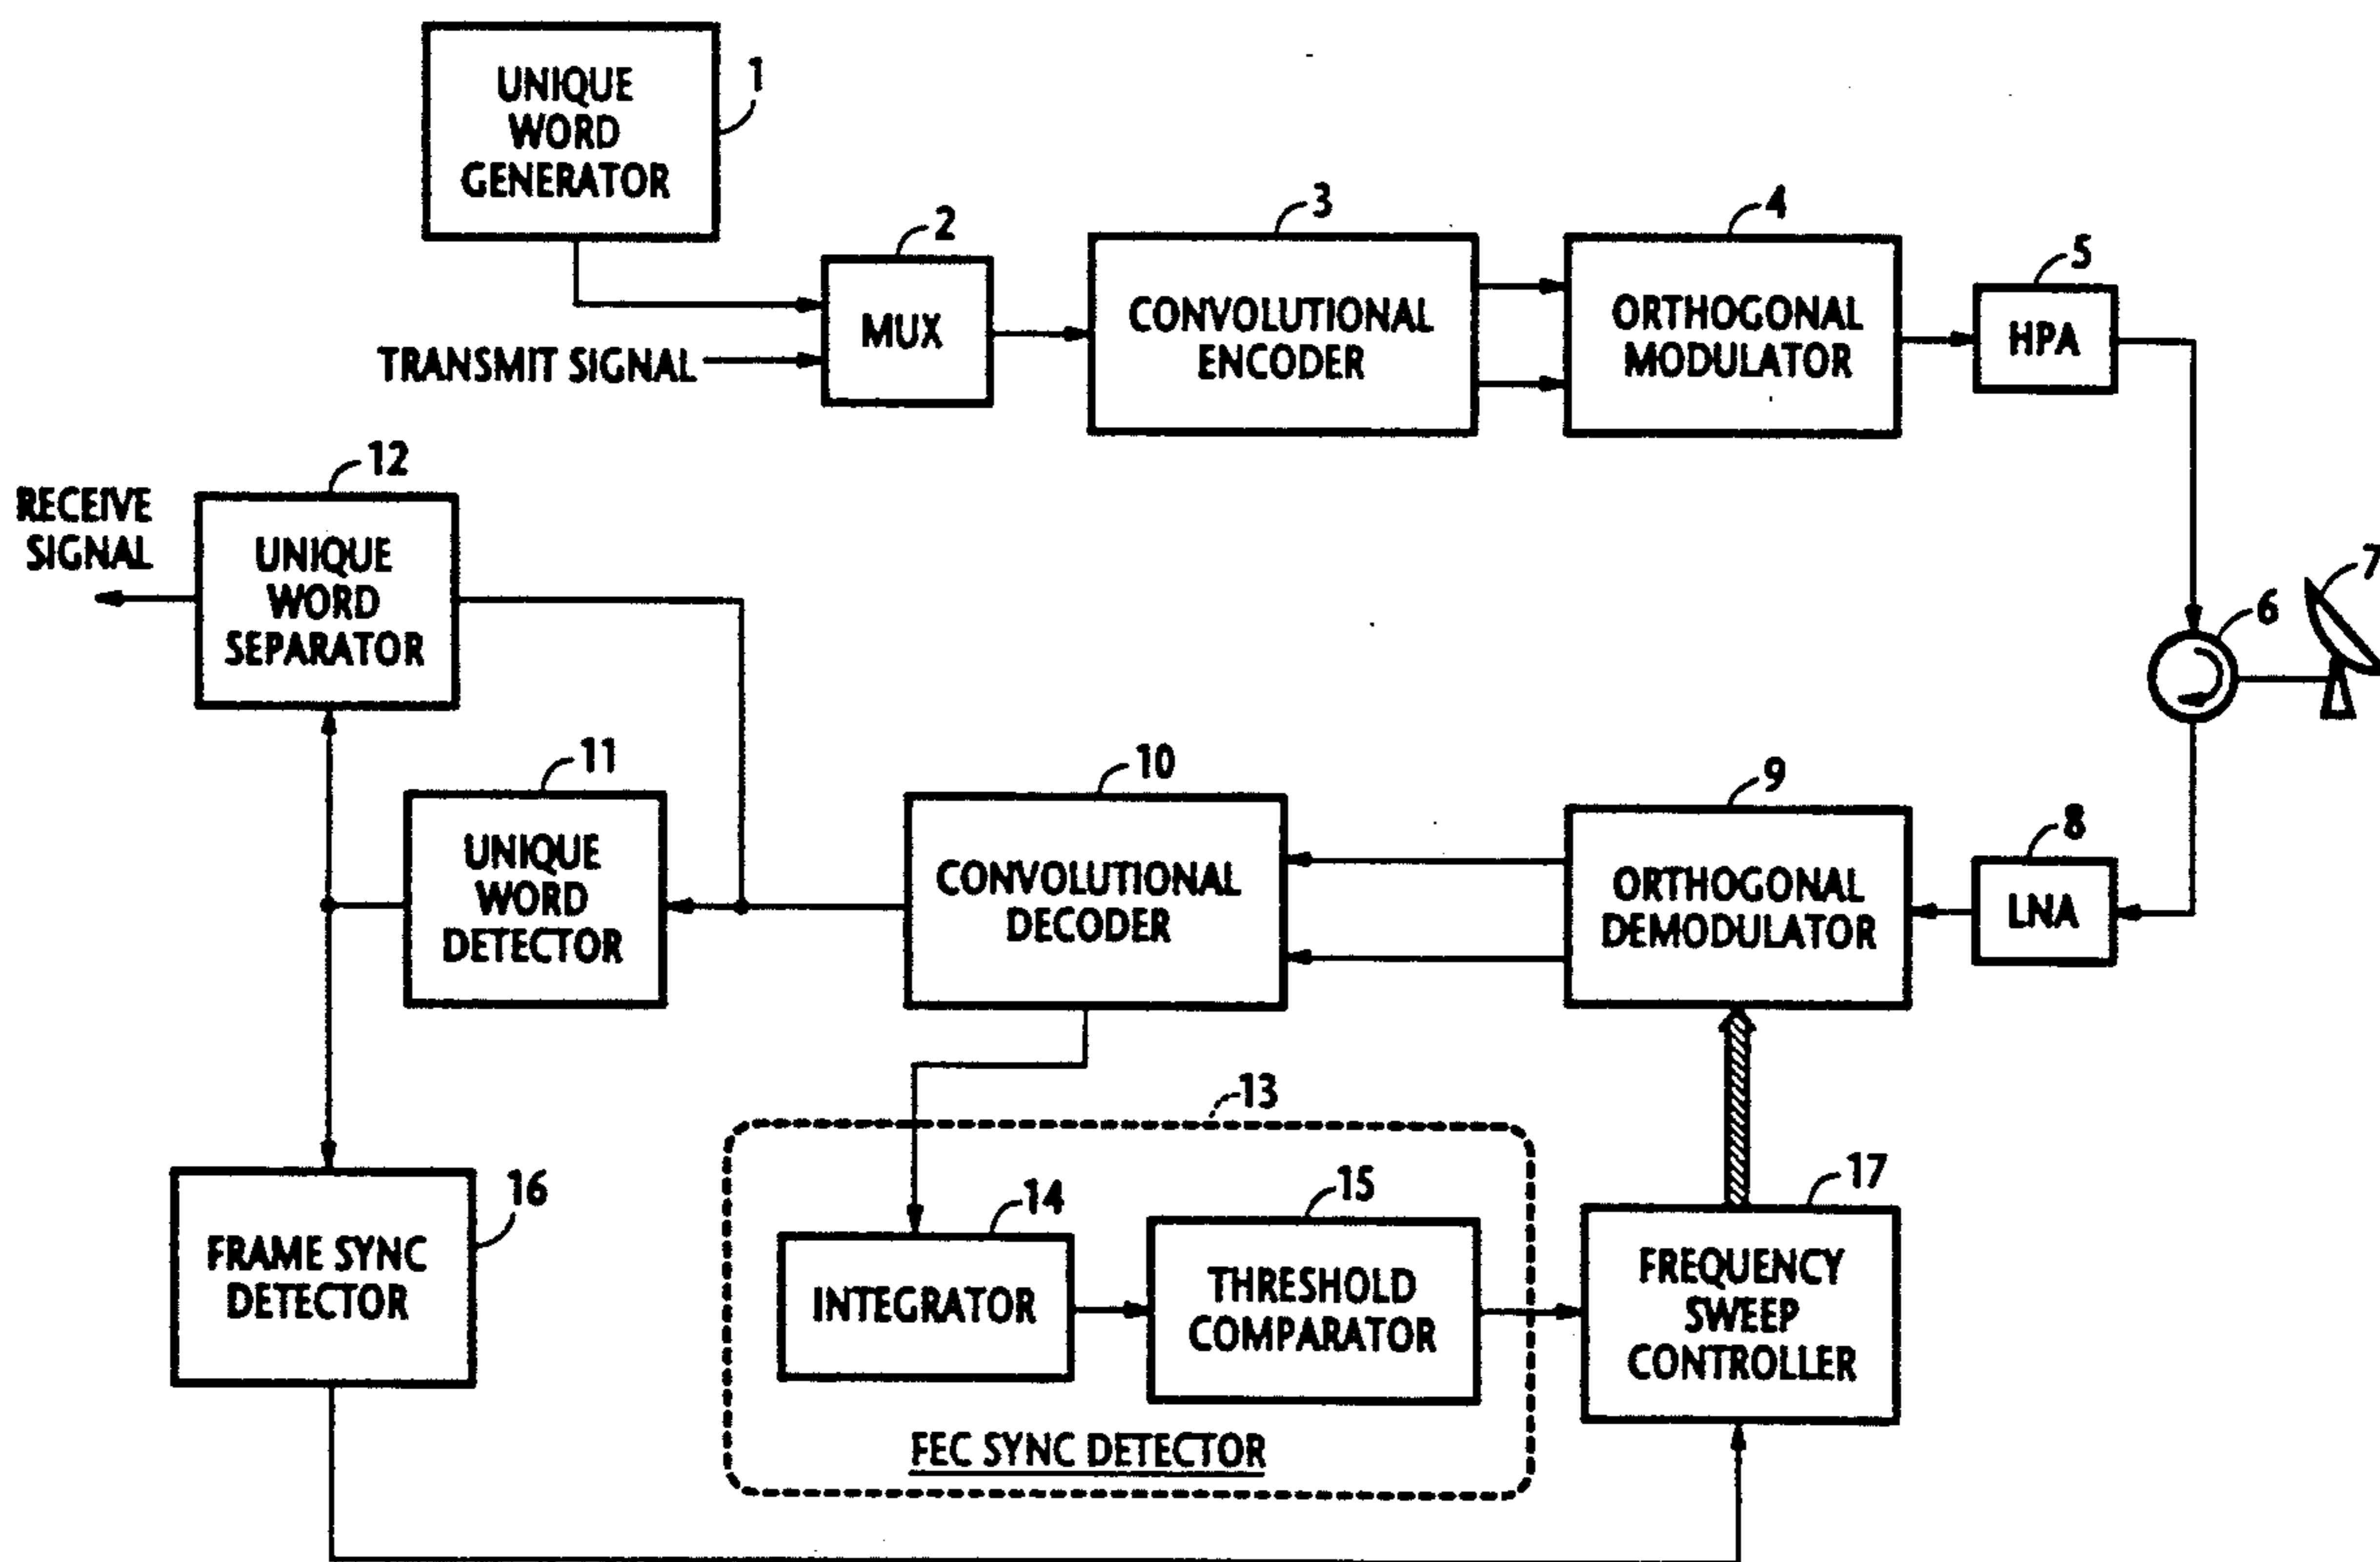 UNIQUE
WORD
GENERATOR
1
TRANSMIT SIGNAL
MUX
2
CONVOLUTIONAL
ENCODER
3
ORTHOGONAL
MODULATOR
4
HPA
5
6
7
RECEIVE
SIGNAL
UNIQUE
WORD
SEPARATOR
12
UNIQUE
WORD
DETECTOR
11
CONVOLUTIONAL
DECODER
10
ORTHOGONAL
DEMODULATOR
9
LNA
8
FRAME SYNC
DETECTOR
16
13
INTEGRATOR
14
THRESHOLD
COMPARATOR
15
FEC SYNC DETECTOR
FREQUENCY
SWEEP
CONTROLLER
17